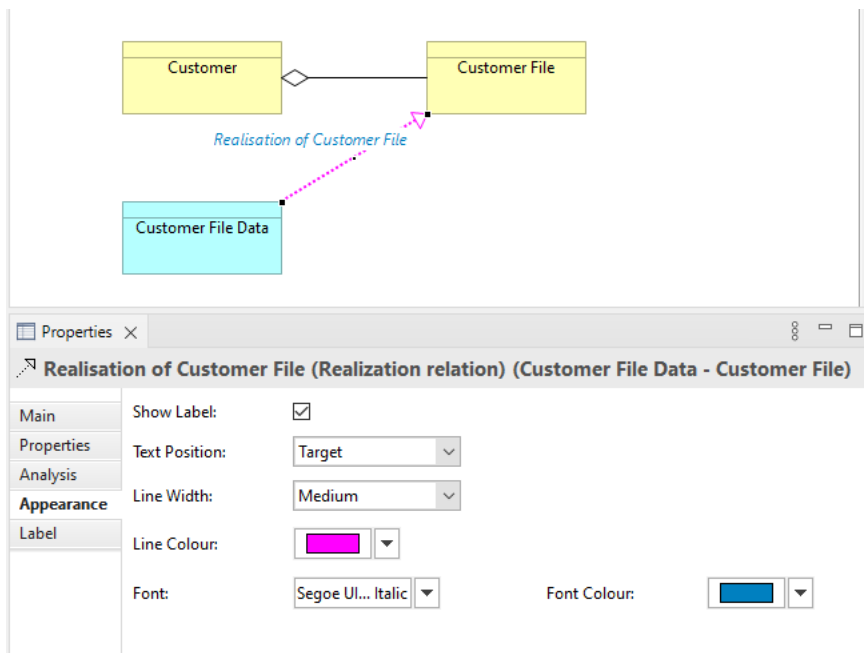 Customer
Customer File
Realisation of Customer File
Customer File Data
Properties
Realisation of Customer File (Realization relation) (Customer File Data - Customer File)
Main
Properties
Analysis
Appearance
Label
Show Label:
Text Position: Target
Line Width: Medium
Line Colour:
Font: Segoe UI... Italic Font Colour: